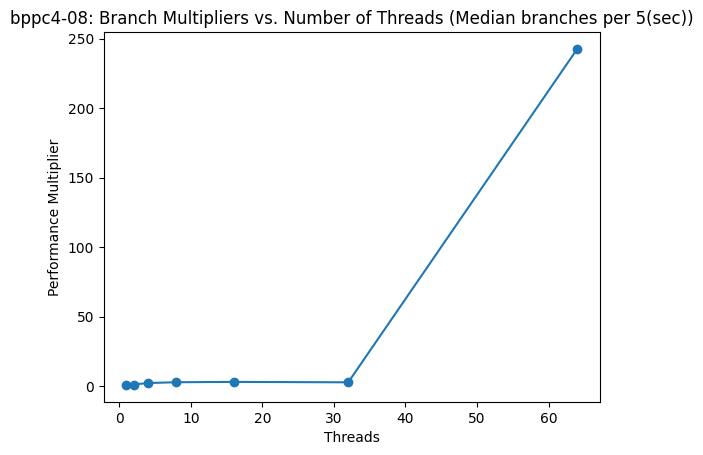 bppc4-08: Branch Multipliers vs. Number of Threads (Median branches per 5(sec))
250
200
150
100
50
0
Performance Multiplier
0 10 20 30 40 50 60
Threads